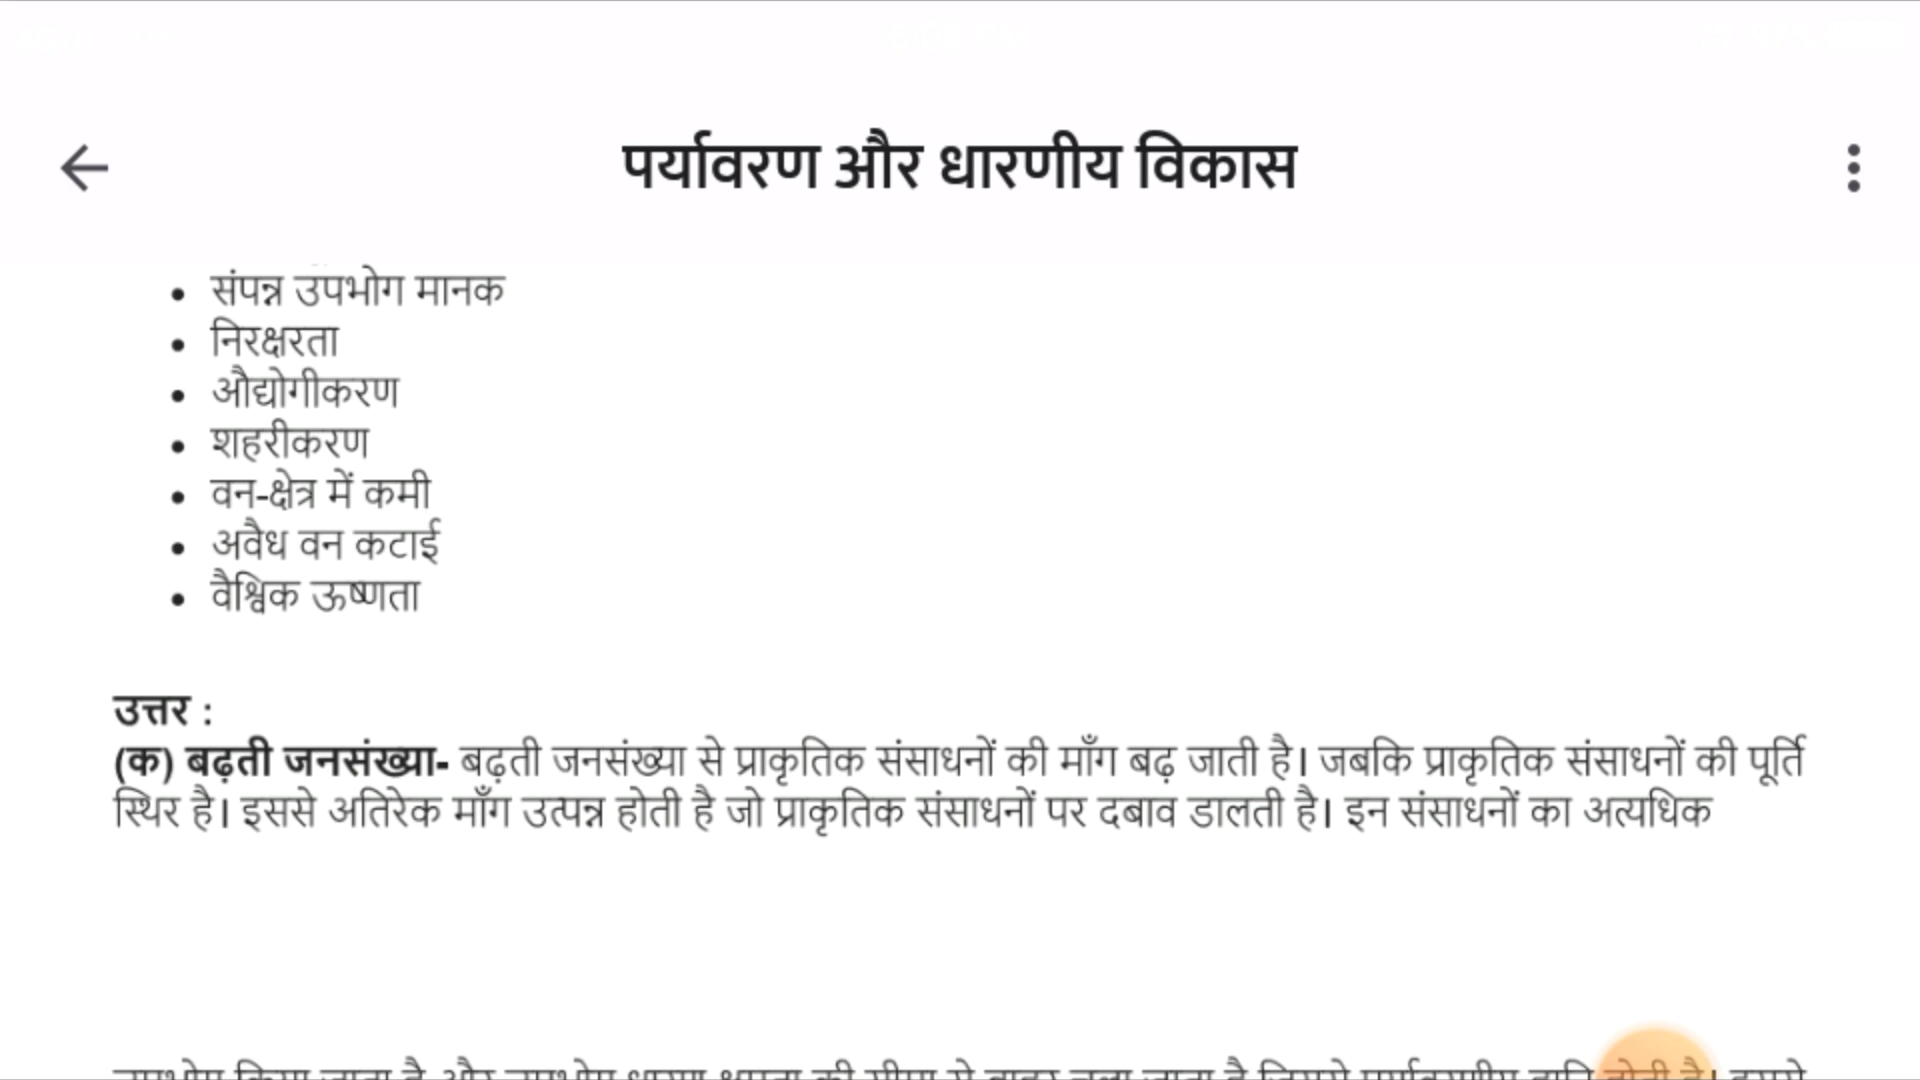 पर्यावरण और धारणीय विकास
• संपन्न उपभोग मानक
• निरक्षरता
• औद्योगीकरण
• शहरीकरण
• वन-क्षेत्र में कमी
• अवैध वन कटाई
• वैश्विक ऊष्णता
उत्तर :
(क) बढ़ती जनसंख्या- बढ़ती जनसंख्या से प्राकृतिक संसाधनों की माँग बढ़ जाती है। जबकि प्राकृतिक संसाधनों की पूर्ति
स्थिर है। इससे अतिरेक माँग उत्पन्न होती है जो प्राकृतिक संसाधनों पर दबाव डालती है। इन संसाधनों का अत्यधिक